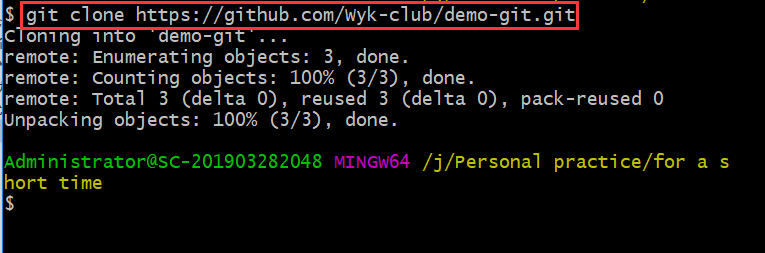 $ git clone https://github.com/Wyk-club/demo-git.git
Cloning into 'demo-git'...
remote: Enumerating objects: 3, done.
remote: Counting objects: 100% (3/3), done.
remote: Total 3 (delta 0), reused 3 (delta 0), pack-reused 0
Unpacking objects: 100% (3/3), done.
Administrator@SC-201903282048 MINGW64 /j/Personal practice/for a s
hort time
$